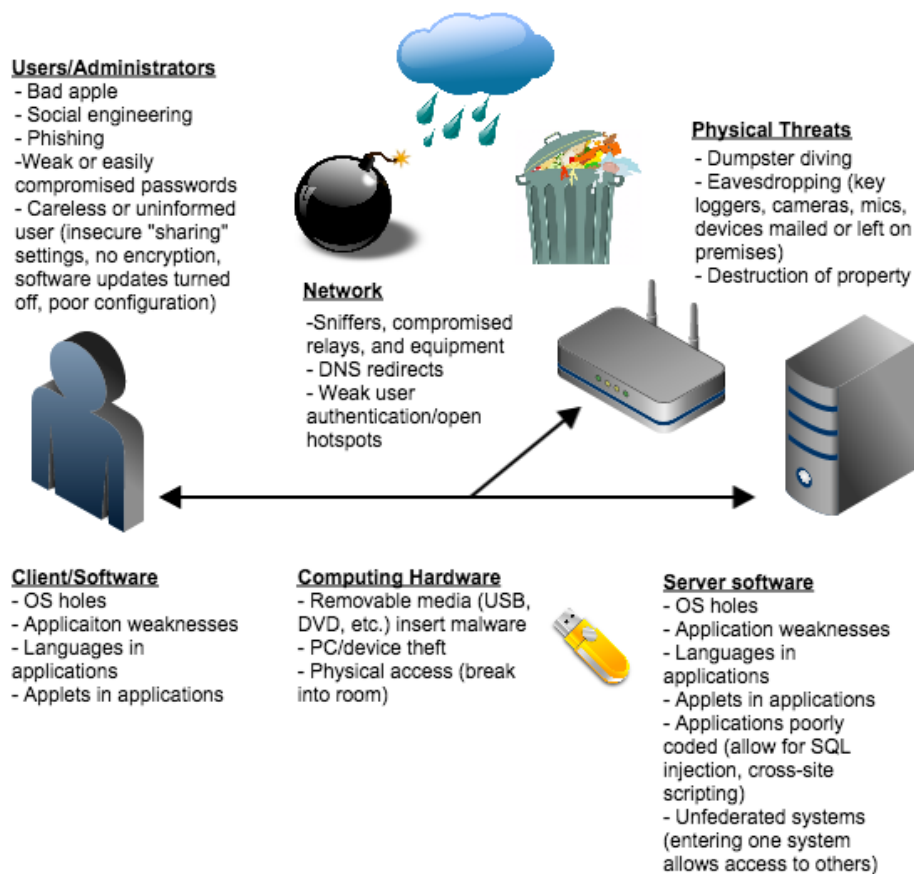 Users/Administrators
- Bad apple
- Social engineering
- Phishing
-Weak or easily
compromised passwords
- Careless or uninformed
user (insecure "sharing"
settings, no encryption,
software updates turned
off, poor configuration)
Physical Threats
- Dumpster diving
- Eavesdropping (key
loggers, cameras, mics,
devices mailed or left on
premises)
- Destruction of property
Network
-Sniffers, compromised
relays, and equipment
- DNS redirects
- Weak user
authentication/open
hotspots
Client/Software
- OS holes
- Applicaiton weaknesses
- Languages in
applications
- Applets in applications
Computing Hardware
- Removable media (USB,
DVD, etc.) insert malware
- PC/device theft
- Physical access (break
into room)
Server software
- OS holes
- Application weaknesses
- Languages in
applications
- Applets in applications
- Applications poorly
coded (allow for SQL
injection, cross-site
scripting)
- Unfederated systems
(entering one system
allows access to others)